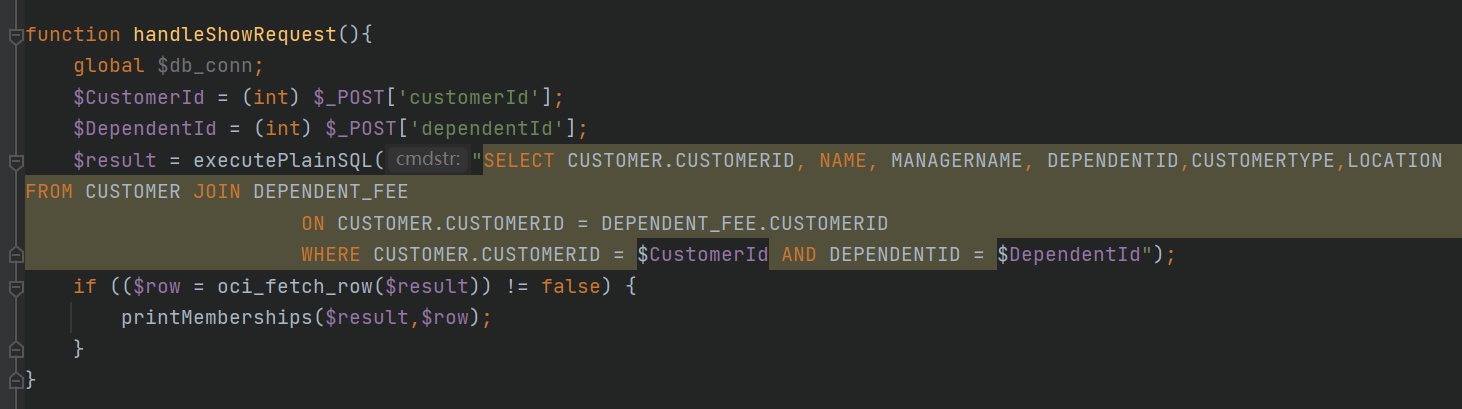 function handleShowRequest(){
global $db_conn;
$CustomerId = (int) $_POST['customerId'];
$DependentId = (int) $_POST['dependentId'];
$result = executePlainSQL( cmdstr: "SELECT CUSTOMER.CUSTOMERID, NAME, MANAGERNAME, DEPENDENTID,CUSTOMERTYPE,LOCATION
FROM CUSTOMER JOIN DEPENDENT_FEE
ON CUSTOMER.CUSTOMERID = DEPENDENT_FEE.CUSTOMERID
WHERE CUSTOMER.CUSTOMERID = $CustomerId AND DEPENDENTID = $DependentId");
if (($row = oci_fetch_row($result)) != false) {
printMemberships($result,$row);
}
}